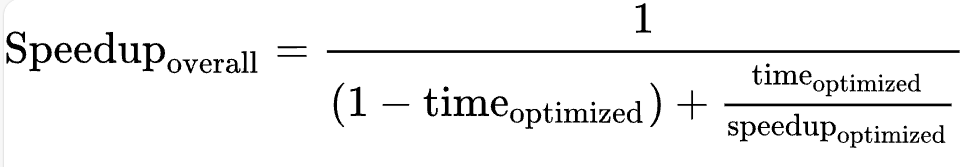 Speedup_overall = 1 / ((1 − time_optimized) + time_optimized / speedup_optimized)